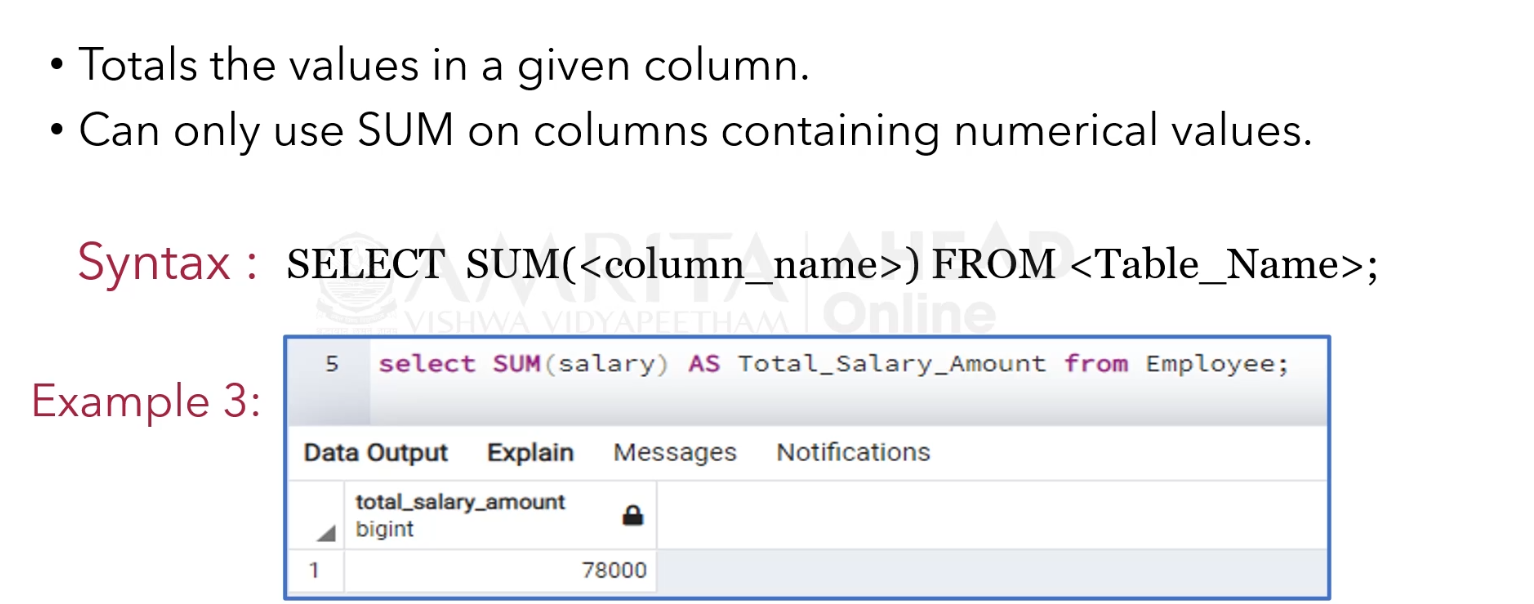 • Totals the values in a given column.
• Can only use SUM on columns containing numerical values.
Syntax : SELECT SUM(<column_name>) FROM <Table_Name>;
AMRITA AHEAD
VISHWA VIDYAPEETHAM Online
5 select SUM(salary) AS Total_Salary_Amount from Employee;
Example 3:
Data Output Explain Messages Notifications
total_salary_amount
bigint
1 78000